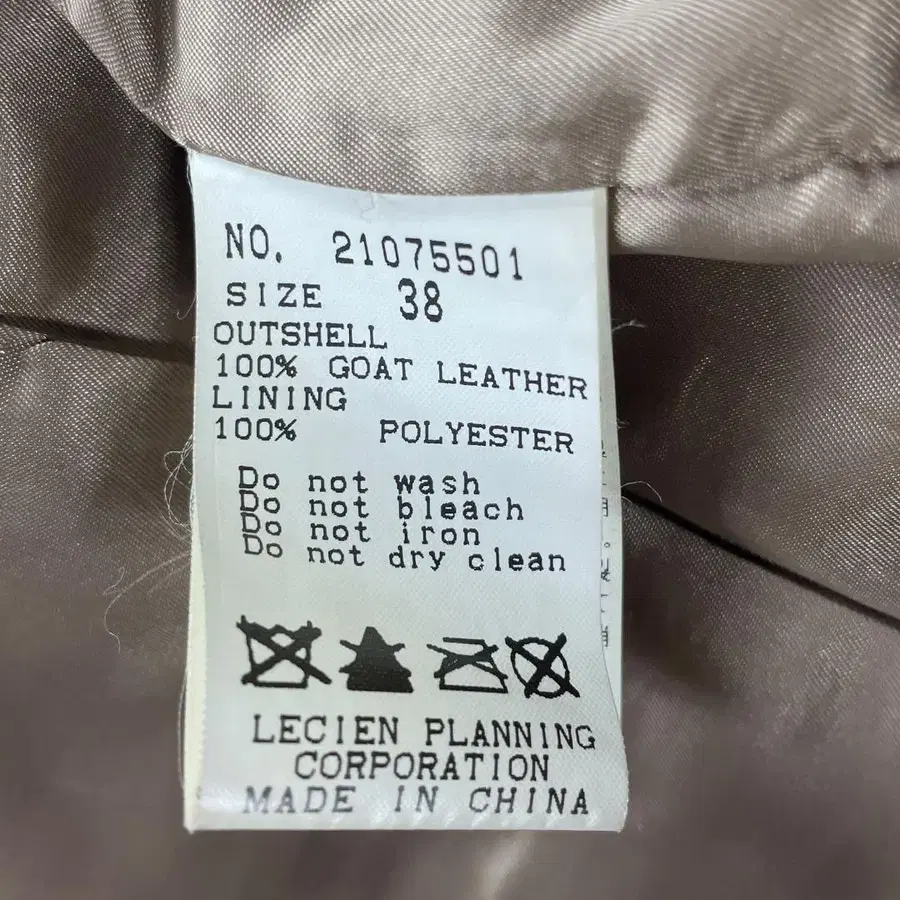 NO. 21075501
SIZE 38
OUTSHELL
100% GOAT LEATHER
LINING
100% POLYESTER
Do not wash
Do not bleach
Do not iron
Do not dry clean
LECIEN PLANNING
CORPORATION
MADE IN CHINA